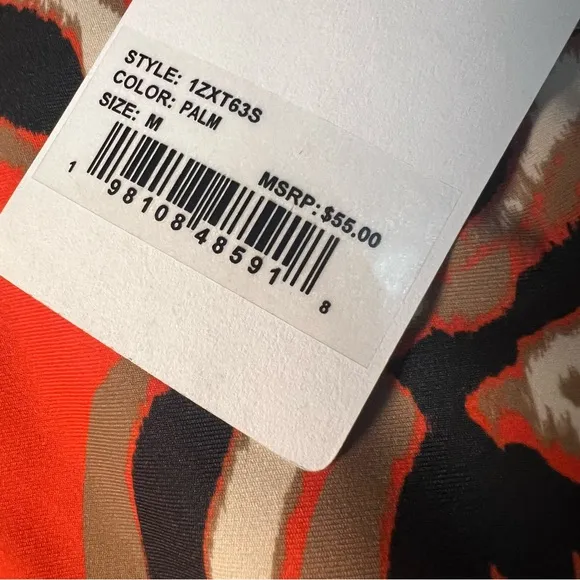 STYLE: 1ZXT63S
COLOR: PALM
SIZE: M
MSRP: $55.00
1 98108 48591 8